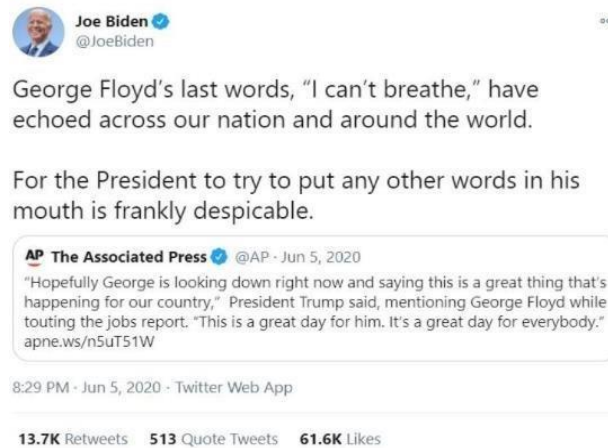 Joe Biden
@JoeBiden
George Floyd's last words, “I can't breathe,” have
echoed across our nation and around the world.
For the President to try to put any other words in his
mouth is frankly despicable.
AP The Associated Press @AP · Jun 5, 2020
"Hopefully George is looking down right now and saying this is a great thing that's
happening for our country," President Trump said, mentioning George Floyd while
touting the jobs report. "This is a great day for him. It's a great day for everybody."
apne.ws/n5uT51W
8:29 PM · Jun 5, 2020 · Twitter Web App
13.7K Retweets 513 Quote Tweets 61.6K Likes